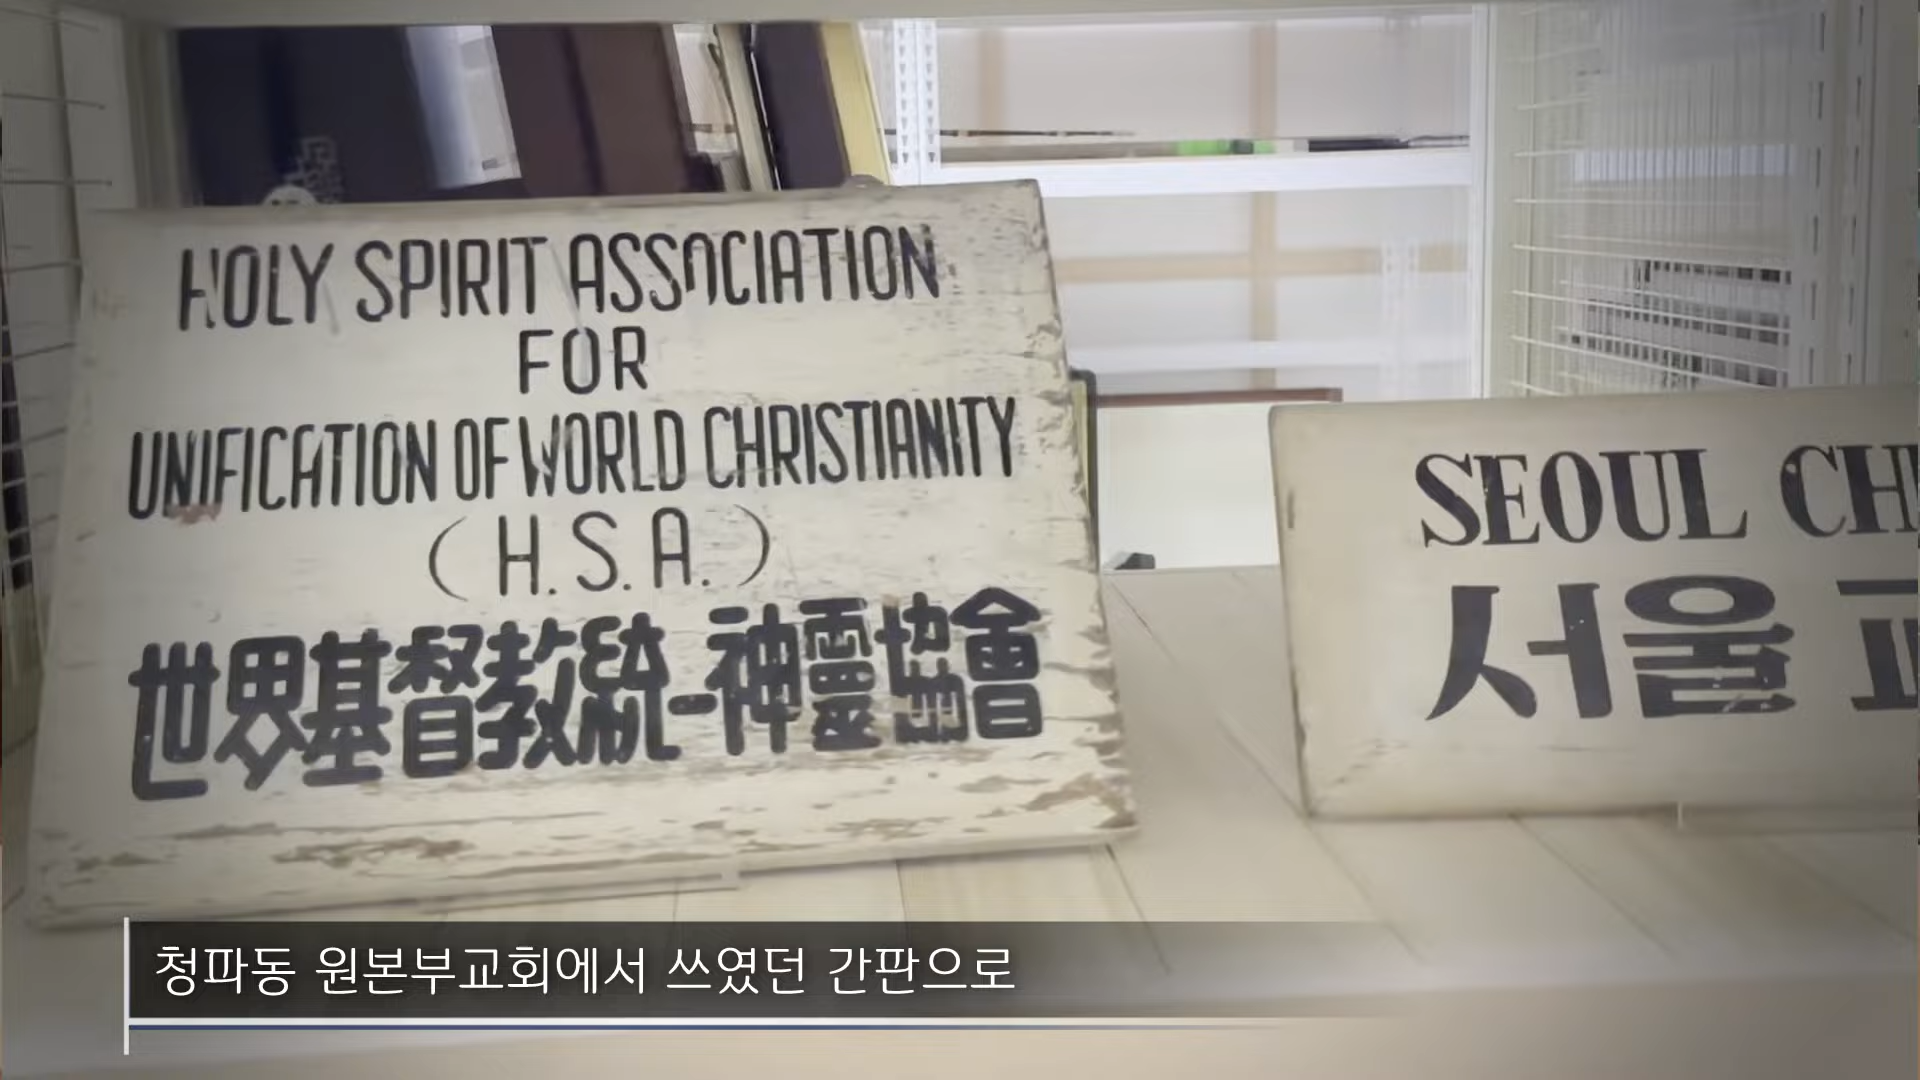 HOLY SPIRIT ASSOCIATION
FOR
UNIFICATION OF WORLD CHRISTIANITY
(H.S.A.)
世界基督教統一神靈協會
SEOUL CH
서울
청파동 원본부교회에서 쓰였던 간판으로